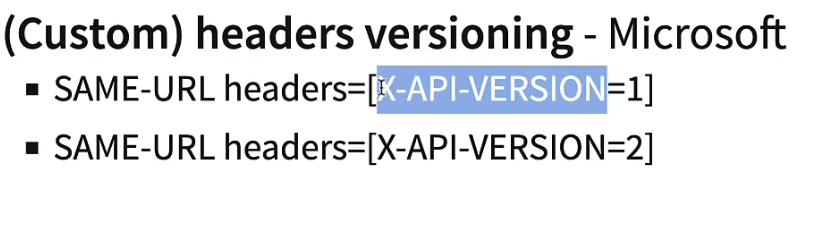 (Custom) headers versioning - Microsoft
▪ SAME-URL headers=[X-API-VERSION=1]
▪ SAME-URL headers=[X-API-VERSION=2]